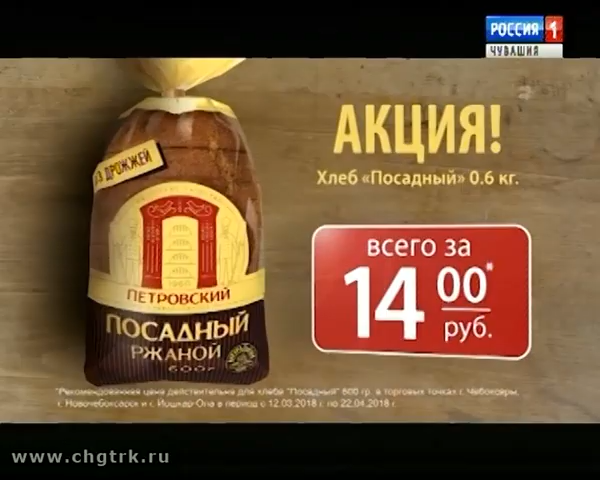 РОССИЯ 1
ЧУВАШИЯ
АКЦИЯ!
Хлеб «Посадный» 0.6 кг.
ДРОЖЖЕЙ
всего за
14 00*
руб.
ПЕТРОВСКИЙ
ПОСАДНЫЙ
РЖАНОЙ
600г
*Рекомендованная цена действительна для хлеба "Посадный" 600 гр. в торговых точках г. Чебоксары,
г. Новочебоксарск и г. Йошкар-Ола в период с 12.03.2018 г. по 22.04.2018 г.
www.chgtrk.ru